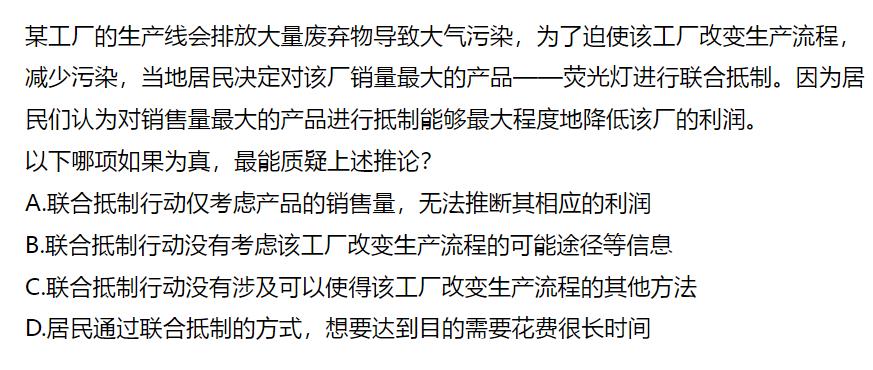 某工厂的生产线会排放大量废弃物导致大气污染，为了迫使该工厂改变生产流程，
减少污染，当地居民决定对该厂销量最大的产品——荧光灯进行联合抵制。因为居
民们认为对销售量最大的产品进行抵制能够最大程度地降低该厂的利润。
以下哪项如果为真，最能质疑上述推论？
A.联合抵制行动仅考虑产品的销售量，无法推断其相应的利润
B.联合抵制行动没有考虑该工厂改变生产流程的可能途径等信息
C.联合抵制行动没有涉及可以使得该工厂改变生产流程的其他方法
D.居民通过联合抵制的方式，想要达到目的需要花费很长时间